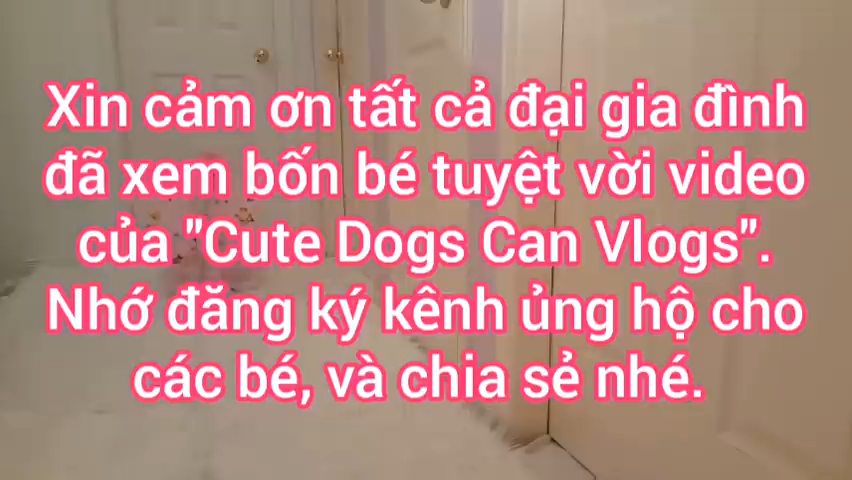 Xin cảm ơn tất cả đại gia đình
đã xem bốn bé tuyệt vời video
của "Cute Dogs Can Vlogs".
Nhớ đăng ký kênh ủng hộ cho
các bé, và chia sẻ nhé.